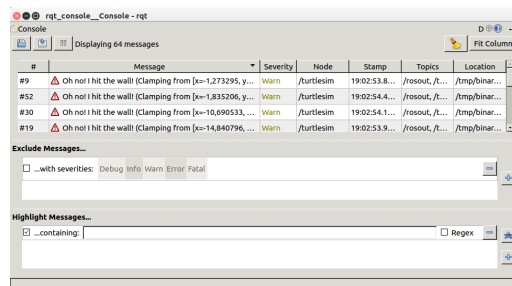 rqt_console__Console - rqt
Console D
Displaying 64 messages Fit Column
# Message Severity Node Stamp Topics Location
#9 Oh no! I hit the wall! (Clamping from [x=-1,273295, y... Warn /turtlesim 19:02:53.8... /rosout, /t... /tmp/binar...
#52 Oh no! I hit the wall! (Clamping from [x=-1,835206, y... Warn /turtlesim 19:02:54.4... /rosout, /t... /tmp/binar...
#30 Oh no! I hit the wall! (Clamping from [x=-10,690533, ... Warn /turtlesim 19:02:54.1... /rosout, /t... /tmp/binar...
#19 Oh no! I hit the wall! (Clamping from [x=-14,840796, ... Warn /turtlesim 19:02:53.9... /rosout, /t... /tmp/binar...
Exclude Messages...
...with severities: Debug Info Warn Error Fatal
Highlight Messages...
...containing: Regex